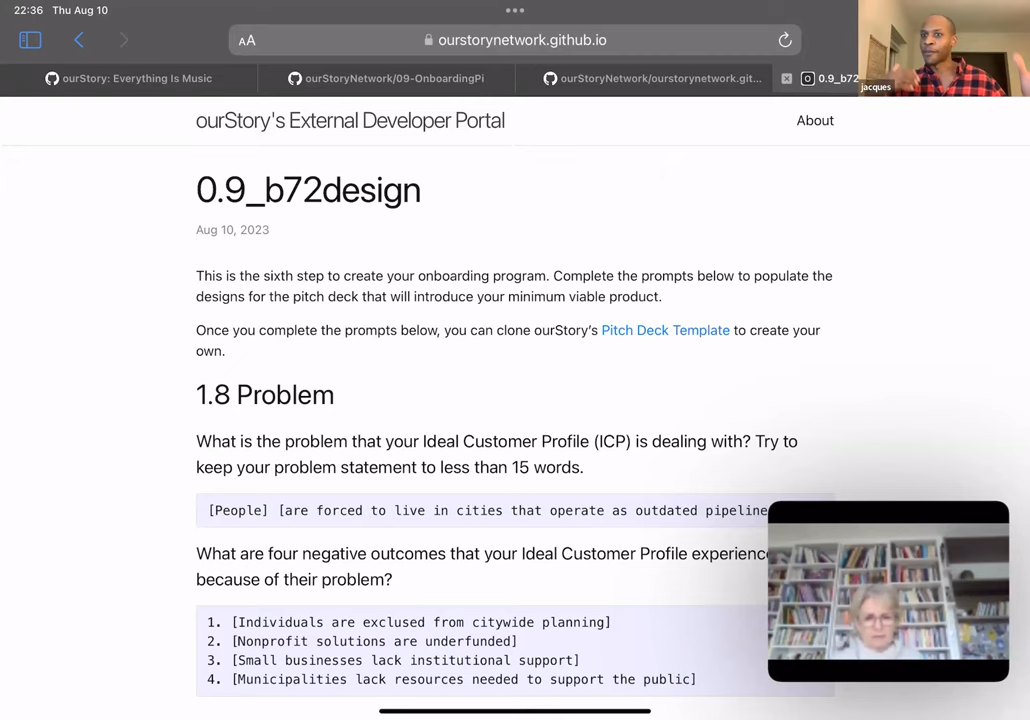 22:36 Thu Aug 10
AA
ourstorynetwork.github.io
ourStory: Everything Is Music
ourStoryNetwork/09-OnboardingPi
ourStoryNetwork/ourstorynetwork.git...
0.9_b72
jacques
ourStory's External Developer Portal
About
0.9_b72design
Aug 10, 2023
This is the sixth step to create your onboarding program. Complete the prompts below to populate the
designs for the pitch deck that will introduce your minimum viable product.
Once you complete the prompts below, you can clone ourStory's Pitch Deck Template to create your
own.
1.8 Problem
What is the problem that your Ideal Customer Profile (ICP) is dealing with? Try to
keep your problem statement to less than 15 words.
[People] [are forced to live in cities that operate as outdated pipeline
What are four negative outcomes that your Ideal Customer Profile experience
because of their problem?
1. [Individuals are exclused from citywide planning]
2. [Nonprofit solutions are underfunded]
3. [Small businesses lack institutional support]
4. [Municipalities lack resources needed to support the public]